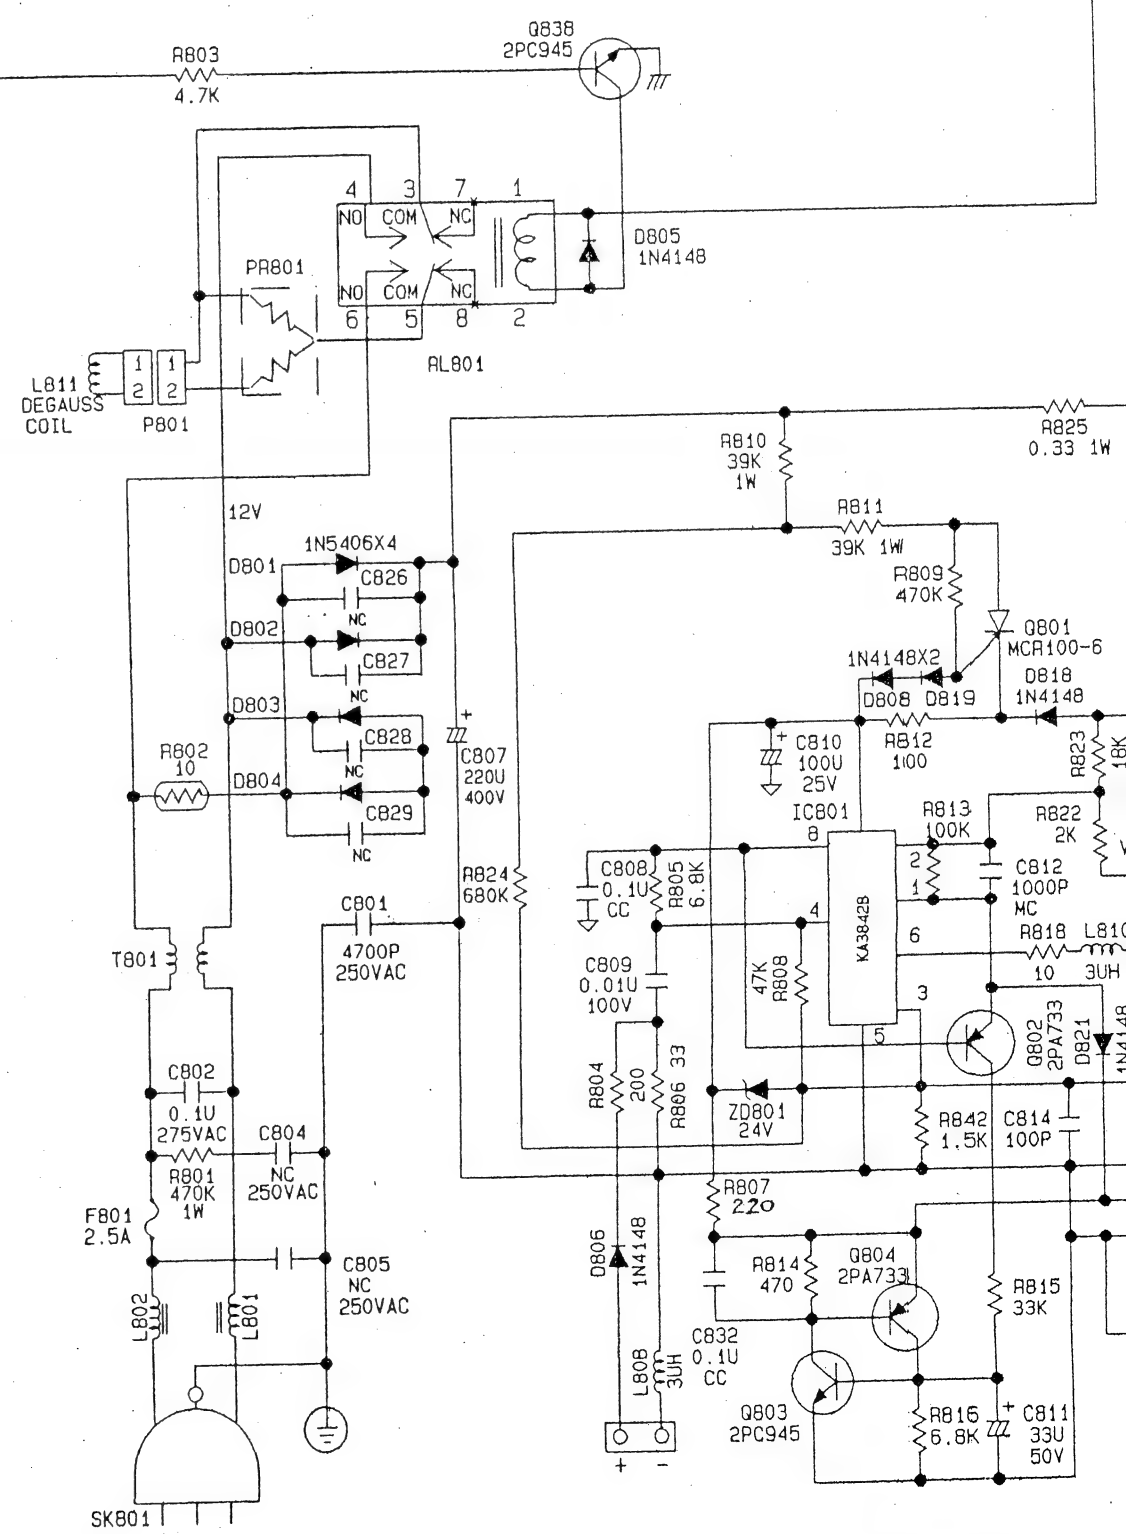 Q838
2PC945
R803
4.7K
4 3 7 1
NO COM NC
D805
1N4148
PR801
NO COM NC
6 5 8 2
RL801
1 1
2 2
L811
DEGAUSS
COIL
P801
R810
39K
1W
R825
0.33 1W
12V
R811
39K 1W
1N5406X4
D801
C826
NC
R809
470K
D802
C827
NC
Q801
MCR100-6
1N4148X2
D808 D819
D818
1N4148
D803
C828
NC
R802
10
D804
C829
NC
+
C807
220U
400V
+
C810
100U
25V
R812
100
R823
18K
IC801
8
R813
100K
R822
2K
V
2
1
C812
1000P
MC
R824
680K
C808
0.1U
CC
R805
6.8K
4
KA3842B
6
R818
10
L810
3UH
C801
4700P
250VAC
T801
C809
0.01U
100V
47K
R808
3
5
Q802
2PA733
D821
1N4148
R804
200
R806 33
C802
0.1U
275VAC
ZD801
24V
R842
1.5K
C814
100P
C804
NC
250VAC
R801
470K
1W
F801
2.5A
R807
220
D806
1N4148
C805
NC
250VAC
R814
470
Q804
2PA733
R815
33K
L802
L801
C832
0.1U
CC
L808
3UH
Q803
2PC945
R816
6.8K
+
C811
33U
50V
+ -
SK801